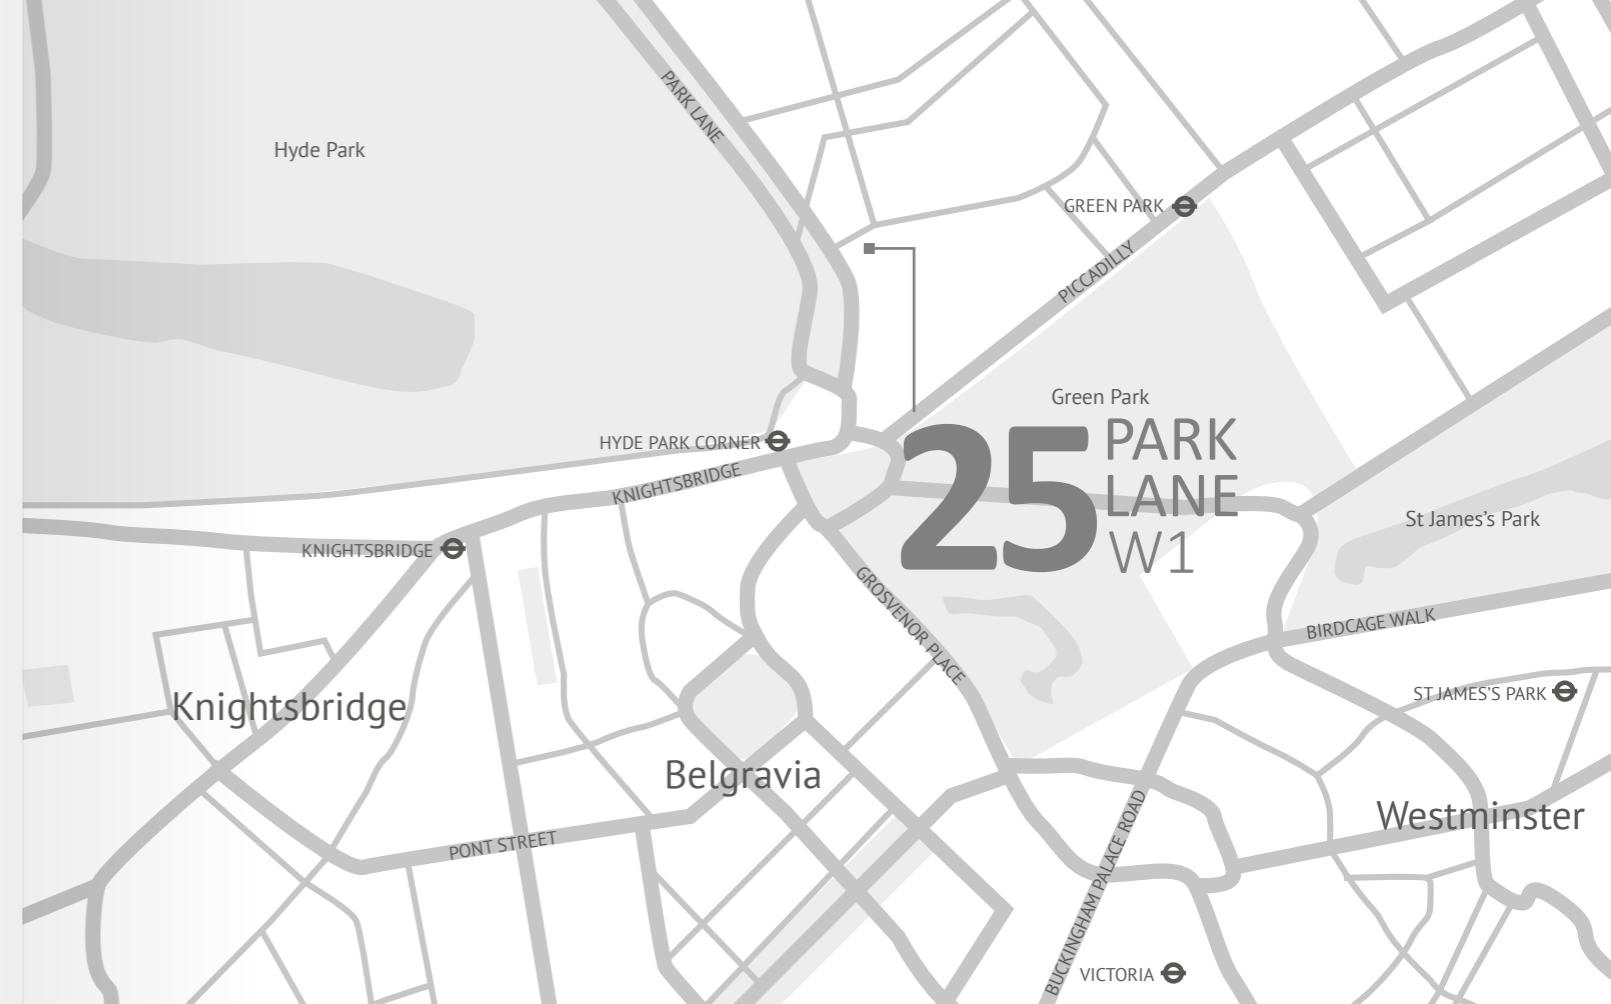 PARK LANE
Hyde Park
GREEN PARK
PICCADILLY
Green Park
HYDE PARK CORNER
KNIGHTSBRIDGE
25 PARK
LANE
W1
St James's Park
KNIGHTSBRIDGE
GROSVENOR PLACE
BIRDCAGE WALK
ST JAMES'S PARK
Knightsbridge
Belgravia
Westminster
PONT STREET
BUCKINGHAM PALACE ROAD
VICTORIA